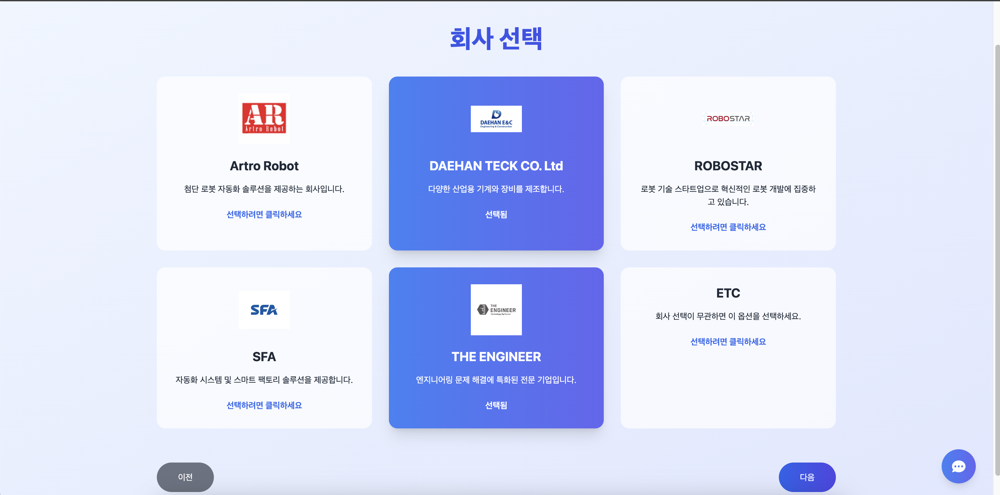 회사 선택
AR
Artro Robot
Artro Robot
첨단 로봇 자동화 솔루션을 제공하는 회사입니다.
선택하려면 클릭하세요
DAEHAN E&C
Engineering & Construction
DAEHAN TECK CO. Ltd
다양한 산업용 기계와 장비를 제조합니다.
선택됨
ROBOSTAR
ROBOSTAR
로봇 기술 스타트업으로 혁신적인 로봇 개발에 집중하
고 있습니다.
선택하려면 클릭하세요
SFA
SFA
자동화 시스템 및 스마트 팩토리 솔루션을 제공합니다.
선택하려면 클릭하세요
THE
ENGINEER
Technology By Human
THE ENGINEER
엔지니어링 문제 해결에 특화된 전문 기업입니다.
선택됨
ETC
회사 선택이 무관하면 이 옵션을 선택하세요.
선택하려면 클릭하세요
이전
다음